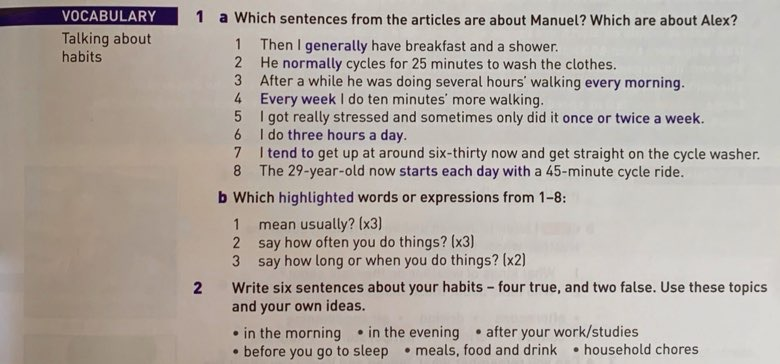 VOCABULARY
Talking about
habits
1 a Which sentences from the articles are about Manuel? Which are about Alex?
1 Then I generally have breakfast and a shower.
2 He normally cycles for 25 minutes to wash the clothes.
3 After a while he was doing several hours' walking every morning.
4 Every week I do ten minutes' more walking.
5 I got really stressed and sometimes only did it once or twice a week.
6 I do three hours a day.
7 I tend to get up at around six-thirty now and get straight on the cycle washer.
8 The 29-year-old now starts each day with a 45-minute cycle ride.
b Which highlighted words or expressions from 1–8:
1 mean usually? (x3)
2 say how often you do things? (x3)
3 say how long or when you do things? (x2)
2 Write six sentences about your habits – four true, and two false. Use these topics
and your own ideas.
• in the morning • in the evening • after your work/studies
• before you go to sleep • meals, food and drink • household chores